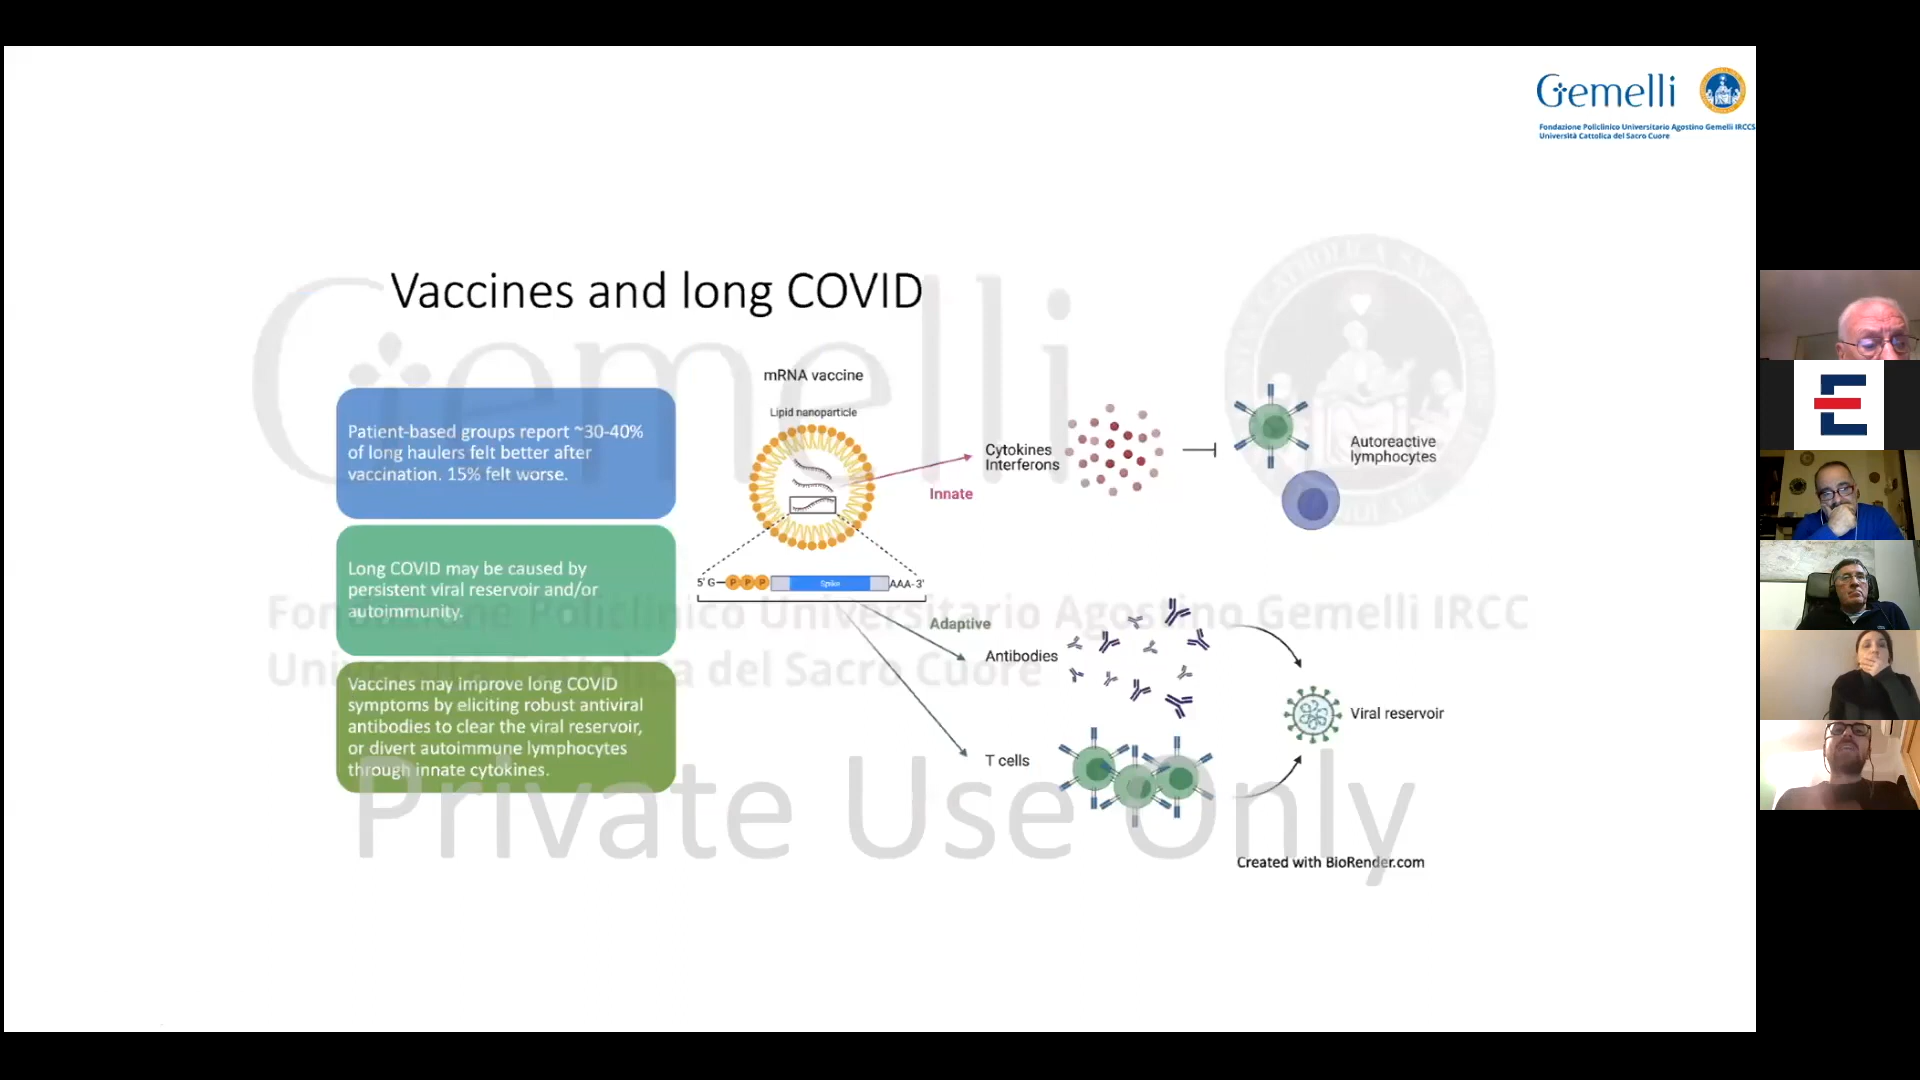 Gemelli
Fondazione Policlinico Universitario Agostino Gemelli IRCCS
Università Cattolica del Sacro Cuore
Vaccines and long COVID
Gemelli
Patient-based groups report ~30-40%
of long haulers felt better after
vaccination. 15% felt worse.
Long COVID may be caused by
persistent viral reservoir and/or
autoimmunity.
Vaccines may improve long COVID
symptoms by eliciting robust antiviral
antibodies to clear the viral reservoir,
or divert autoimmune lymphocytes
through innate cytokines.
mRNA vaccine
Lipid nanoparticle
Cytokines
Interferons
Innate
Autoreactive
lymphocytes
5' G P P P Spike AAA-3'
Adaptive
Antibodies
T cells
Viral reservoir
Fondazione Policlinico Universitario Agostino Gemelli IRCC
Università Cattolica del Sacro Cuore
Private Use Only
Created with BioRender.com
E